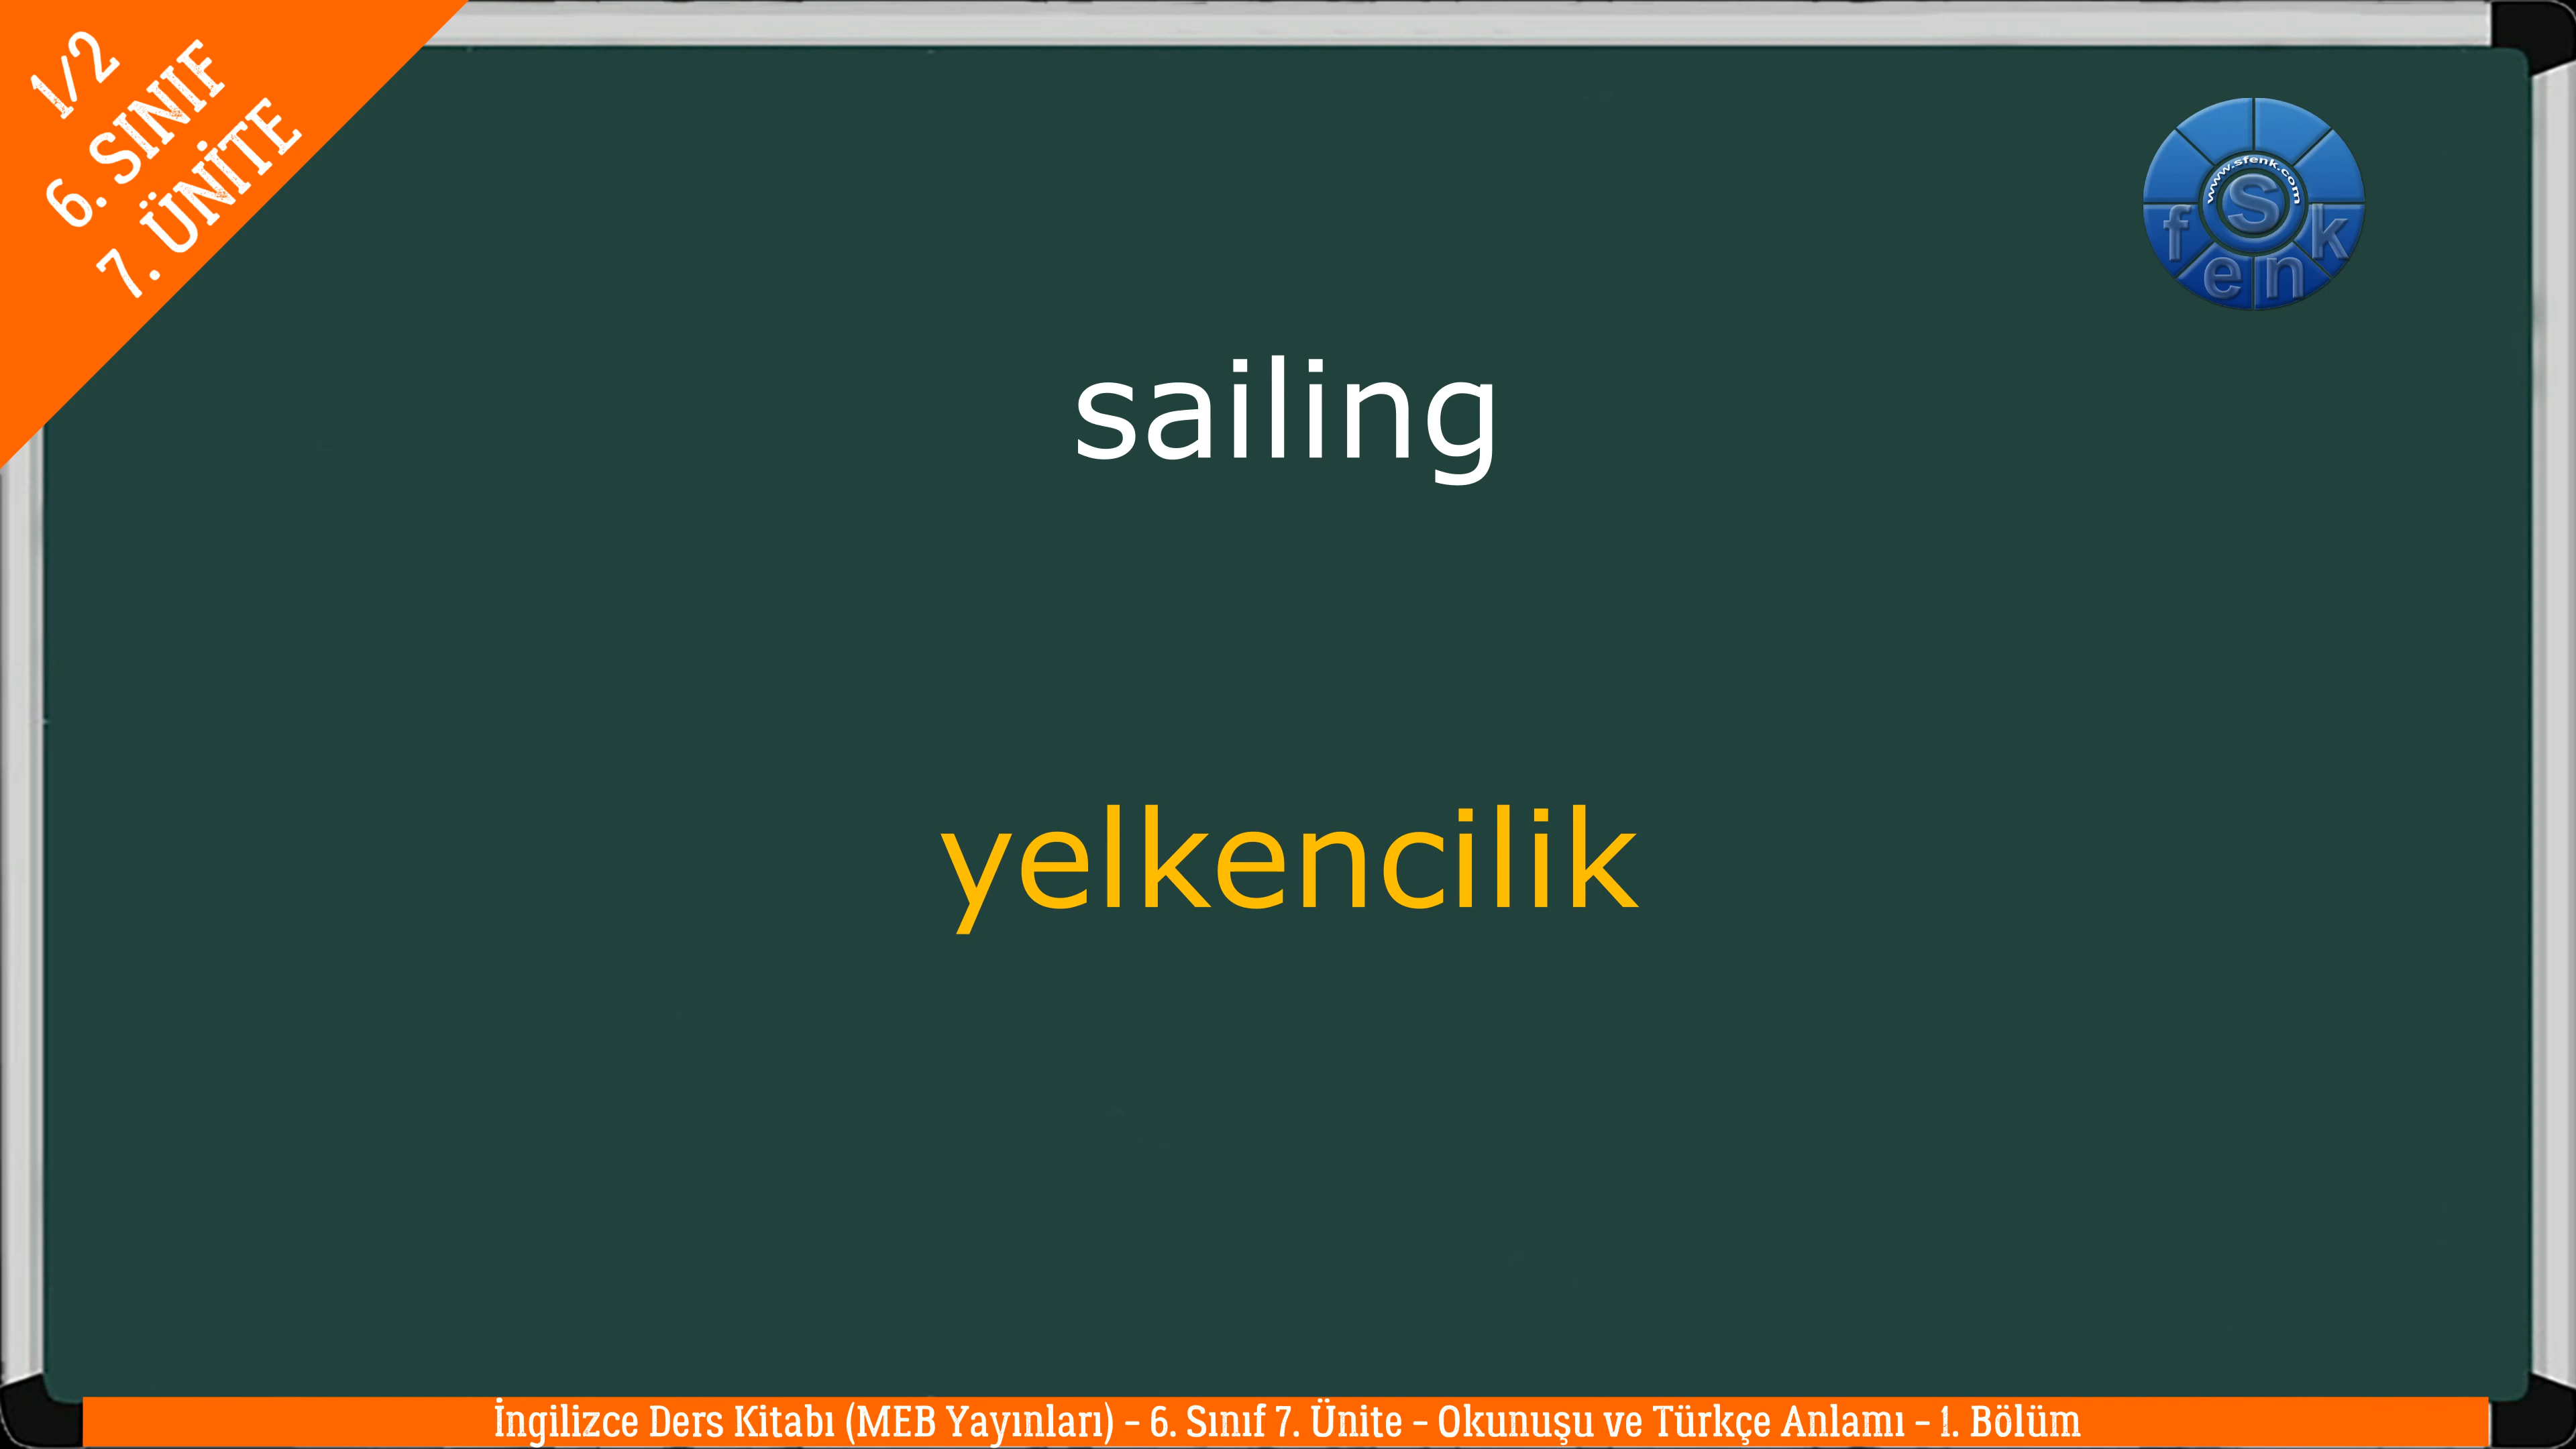 1/2
6. SINIF
7. ÜNİTE
www.sfenk.com
s
f e n k
sailing
yelkencilik
İngilizce Ders Kitabı (MEB Yayınları) – 6. Sınıf 7. Ünite – Okunuşu ve Türkçe Anlamı – 1. Bölüm